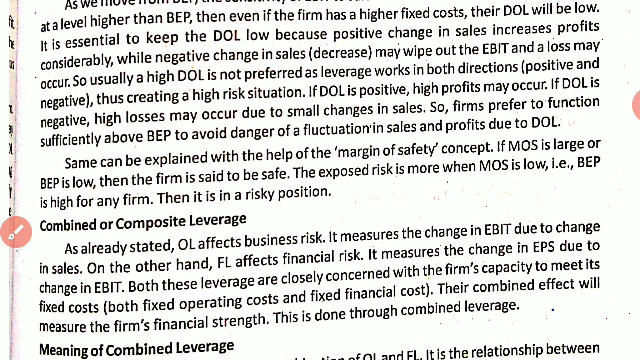 As we move from BEP, the
at a level higher than BEP, then even if the firm has a higher fixed costs, their DOL will be low.
It is essential to keep the DOL low because positive change in sales increases profits
considerably, while negative change in sales (decrease) may wipe out the EBIT and a loss may
occur. So usually a high DOL is not preferred as leverage works in both directions (positive and
negative), thus creating a high risk situation. If DOL is positive, high profits may occur. If DOL is
negative, high losses may occur due to small changes in sales. So, firms prefer to function
sufficiently above BEP to avoid danger of a fluctuation in sales and profits due to DOL.
Same can be explained with the help of the 'margin of safety' concept. If MOS is large or
BEP is low, then the firm is said to be safe. The exposed risk is more when MOS is low, i.e., BEP
is high for any firm. Then it is in a risky position.
Combined or Composite Leverage
As already stated, OL affects business risk. It measures the change in EBIT due to change
in sales. On the other hand, FL affects financial risk. It measures the change in EPS due to
change in EBIT. Both these leverage are closely concerned with the firm's capacity to meet its
fixed costs (both fixed operating costs and fixed financial cost). Their combined effect will
measure the firm's financial strength. This is done through combined leverage.
Meaning of Combined Leverage
of OL and FL. It is the relationship between